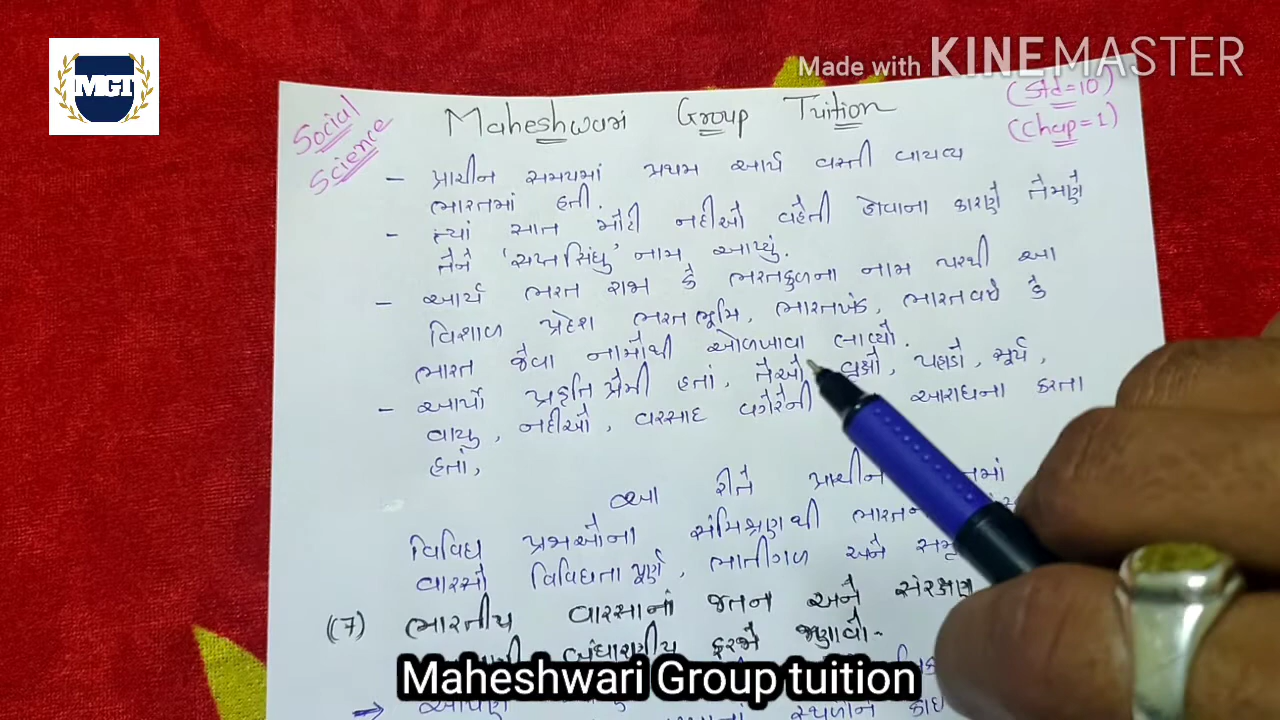 MGT
Made with KINEMASTER
Social Science
Maheshwari Group Tuition
(Std=10)
(Chap=1)
- પ્રાચીન સમયમાં પ્રથમ આર્ય વસ્તી વાયવ્ય
ભારતમાં હતી.
- ત્યાં સાત મોટી નદીઓ વહેતી હોવાના કારણે તેમણે
તેને 'સપ્તસિંધુ' નામ આપ્યું.
- આર્ય ભરત રાજા કે ભરતકુળના નામ પરથી આ
વિશાળ પ્રદેશ ભરતભૂમિ, ભારતખંડ, ભારતવર્ષ કે
ભારત જેવા નામોથી ઓળખાવા લાગ્યો.
- આર્યો પ્રકૃતિ પ્રેમી હતાં, તેઓ વૃક્ષો, પહાડો, સૂર્ય,
વાયુ, નદીઓ, વરસાદ વગેરેની આરાધના કરતા
હતાં,
આ રીતે પ્રાચીન
વિવિધ પ્રજાઓના સંમિશ્રણથી
વારસો વિવિધતાપૂર્ણ, ભાતીગળ અને
(7) ભારતીય વારસાનાં જતન અને સંરક્ષણ
બંધારણીય ફરજો જણાવો-
Maheshwari Group tuition
→ આપણા